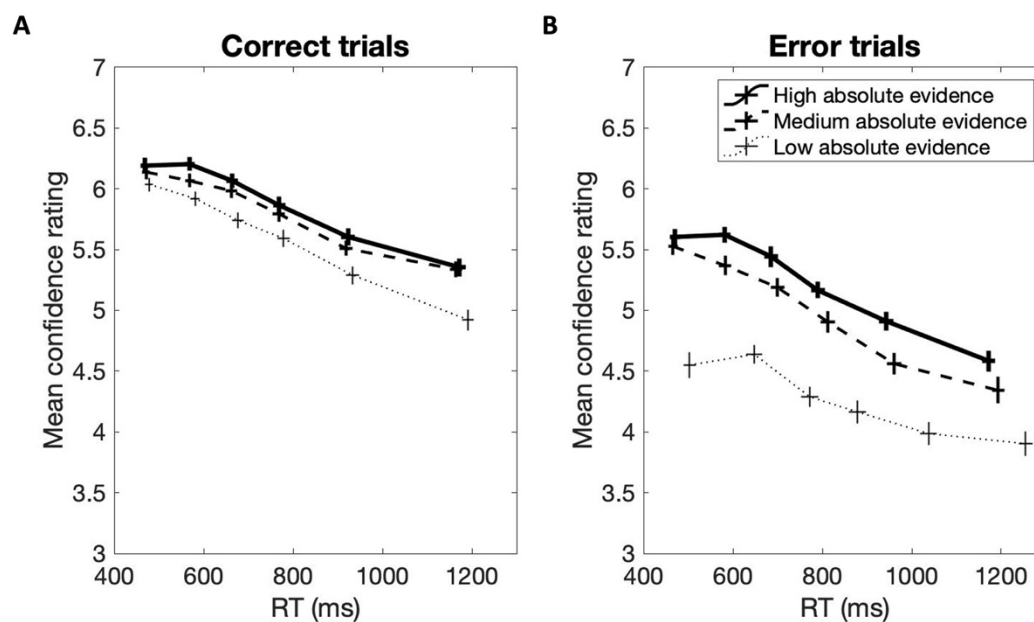 A
Correct trials
Mean confidence rating
7
6.5
6
5.5
5
4.5
4
3.5
3
400 600 800 1000 1200
RT (ms)
B
Error trials
High absolute evidence
Medium absolute evidence
Low absolute evidence
Mean confidence rating
7
6.5
6
5.5
5
4.5
4
3.5
3
400 600 800 1000 1200
RT (ms)